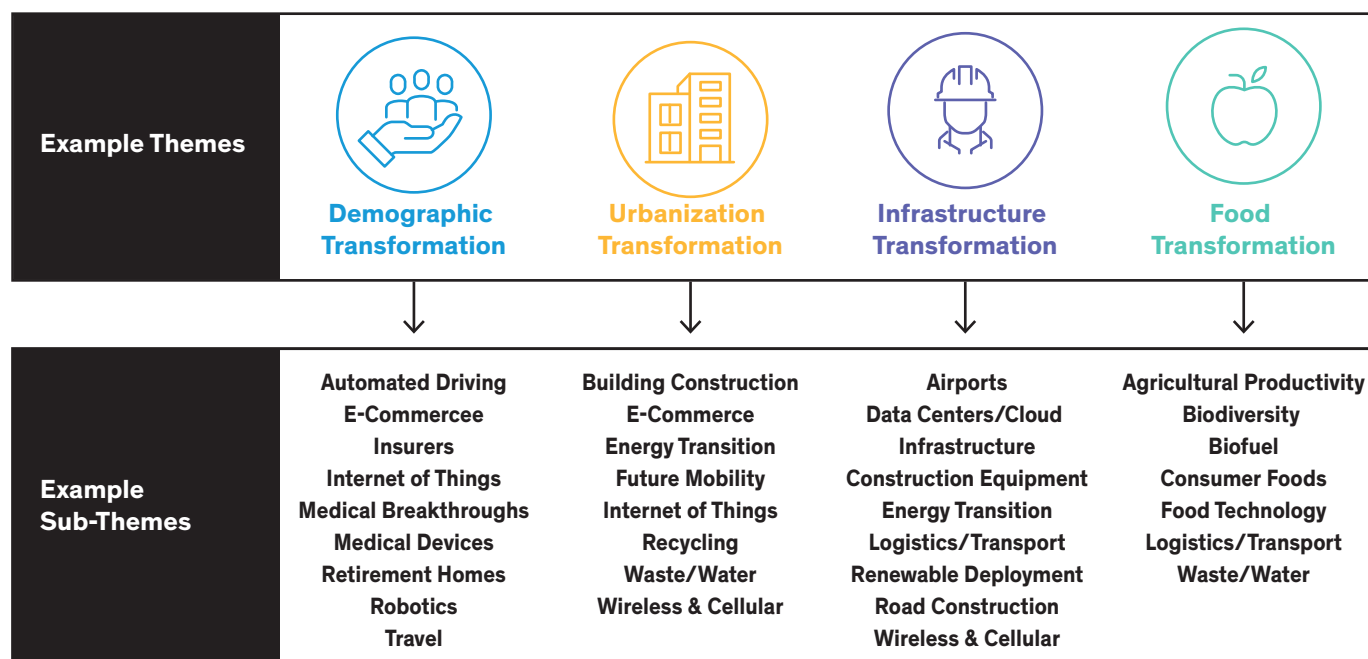 Example Themes
Demographic
Transformation
Urbanization
Transformation
Infrastructure
Transformation
Food
Transformation
Example
Sub-Themes
Automated Driving
E-Commercee
Insurers
Internet of Things
Medical Breakthroughs
Medical Devices
Retirement Homes
Robotics
Travel
Building Construction
E-Commerce
Energy Transition
Future Mobility
Internet of Things
Recycling
Waste/Water
Wireless & Cellular
Airports
Data Centers/Cloud
Infrastructure
Construction Equipment
Energy Transition
Logistics/Transport
Renewable Deployment
Road Construction
Wireless & Cellular
Agricultural Productivity
Biodiversity
Biofuel
Consumer Foods
Food Technology
Logistics/Transport
Waste/Water